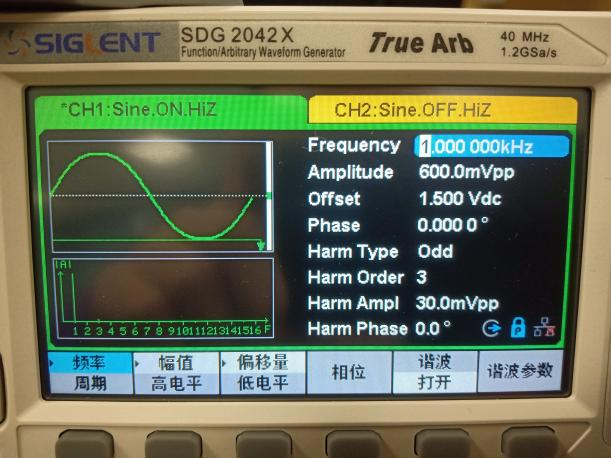 SIGLENT
SDG 2042X
Function/Arbitrary Waveform Generator
True Arb
40 MHz
1.2GSa/s
*CH1:Sine.ON.HiZ
CH2:Sine.OFF.HiZ
Frequency 1.000 000kHz
Amplitude 600.0mVpp
Offset 1.500 Vdc
Phase 0.000 0 °
Harm Type Odd
Harm Order 3
Harm Ampl 30.0mVpp
Harm Phase 0.0 °
|A|
1 2 3 4 5 6 7 8 9 10 11 12 13 14 15 16 F
频率
周期
幅值
高电平
偏移量
低电平
相位
谐波
打开
谐波参数